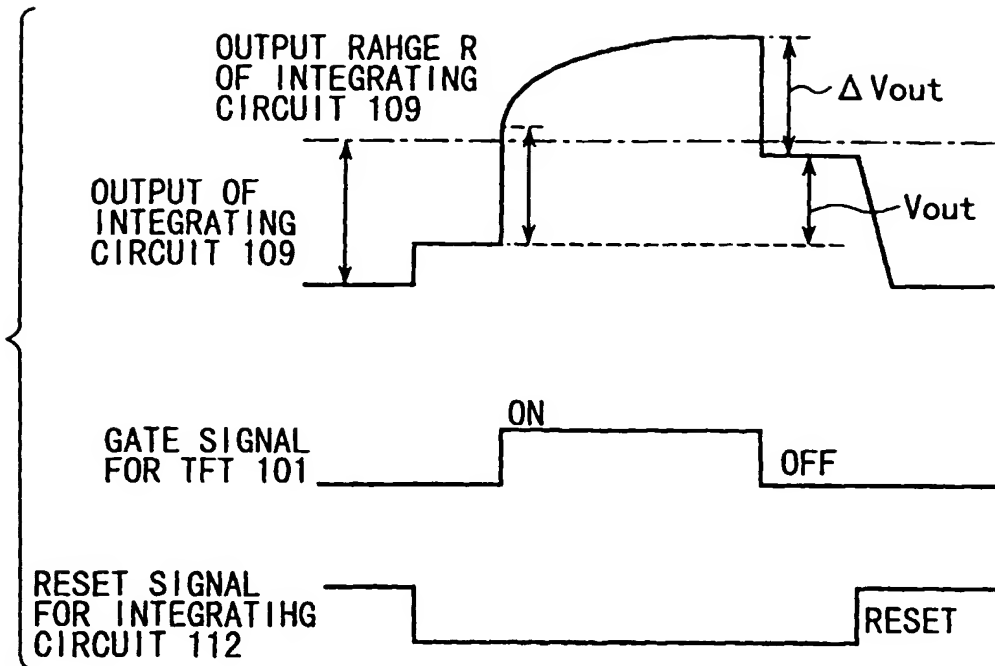 OUTPUT RAHGE R
OF INTEGRATING
CIRCUIT 109
Δ Vout
OUTPUT OF
INTEGRATING
CIRCUIT 109
Vout
ON
GATE SIGNAL
FOR TFT 101
OFF
RESET SIGNAL
FOR INTEGRATIHG
CIRCUIT 112
RESET